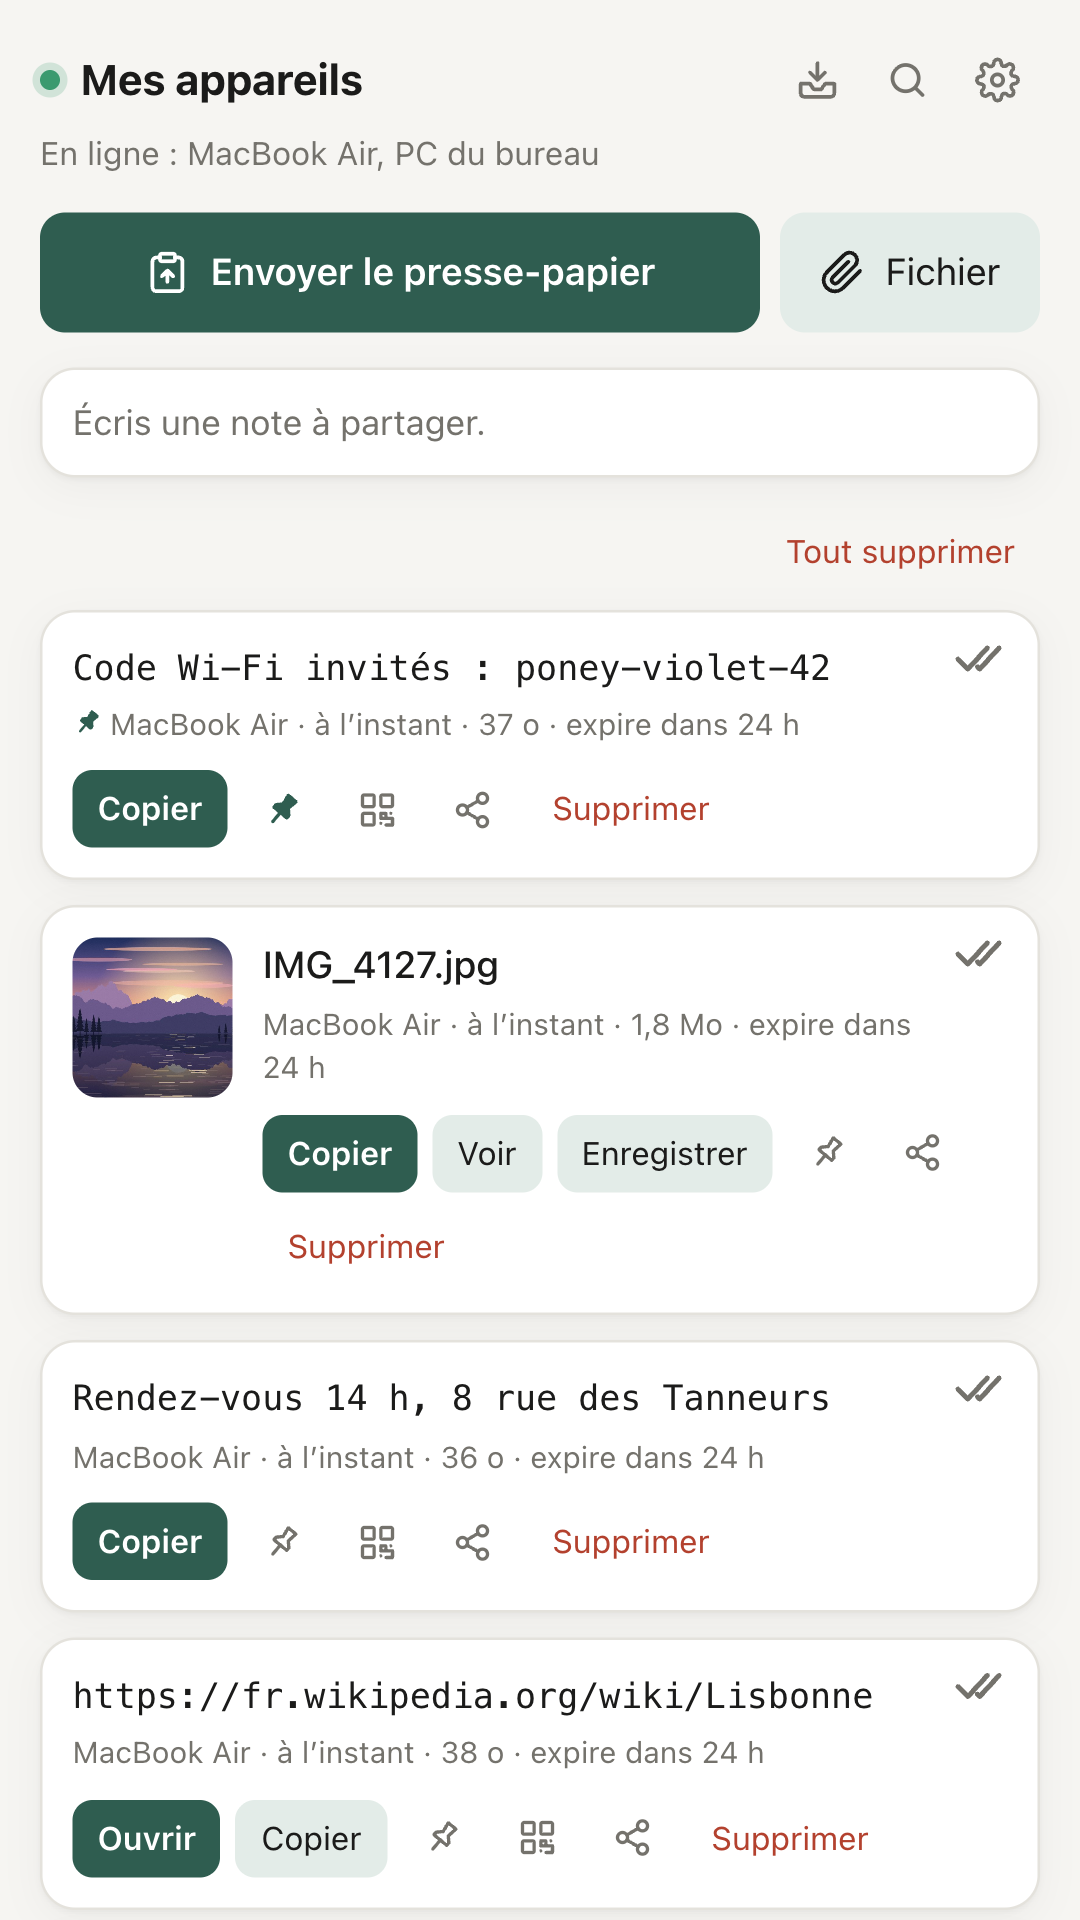 Mes appareils
En ligne : MacBook Air, PC du bureau
Envoyer le presse-papier
Fichier
Écris une note à partager.
Tout supprimer
Code Wi-Fi invités : poney-violet-42
MacBook Air · à l’instant · 37 o · expire dans 24 h
Copier
Supprimer
IMG_4127.jpg
MacBook Air · à l’instant · 1,8 Mo · expire dans
24 h
Copier
Voir
Enregistrer
Supprimer
Rendez-vous 14 h, 8 rue des Tanneurs
MacBook Air · à l’instant · 36 o · expire dans 24 h
Copier
Supprimer
https://fr.wikipedia.org/wiki/Lisbonne
MacBook Air · à l’instant · 38 o · expire dans 24 h
Ouvrir
Copier
Supprimer